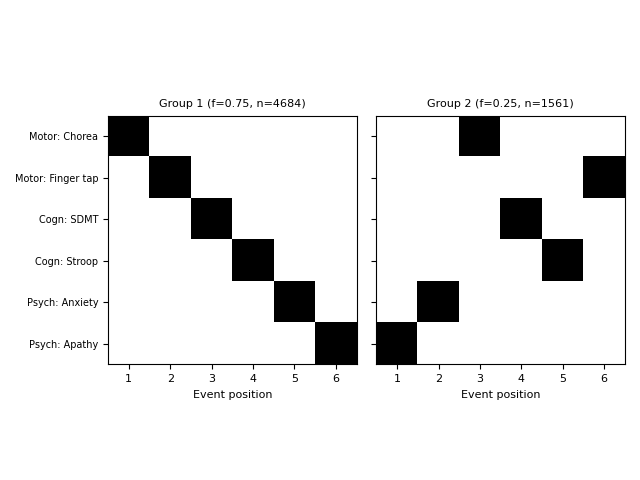 Group 1 (f=0.75, n=4684)
Group 2 (f=0.25, n=1561)
Motor: Chorea
Motor: Finger tap
Cogn: SDMT
Cogn: Stroop
Psych: Anxiety
Psych: Apathy
1 2 3 4 5 6
1 2 3 4 5 6
Event position
Event position